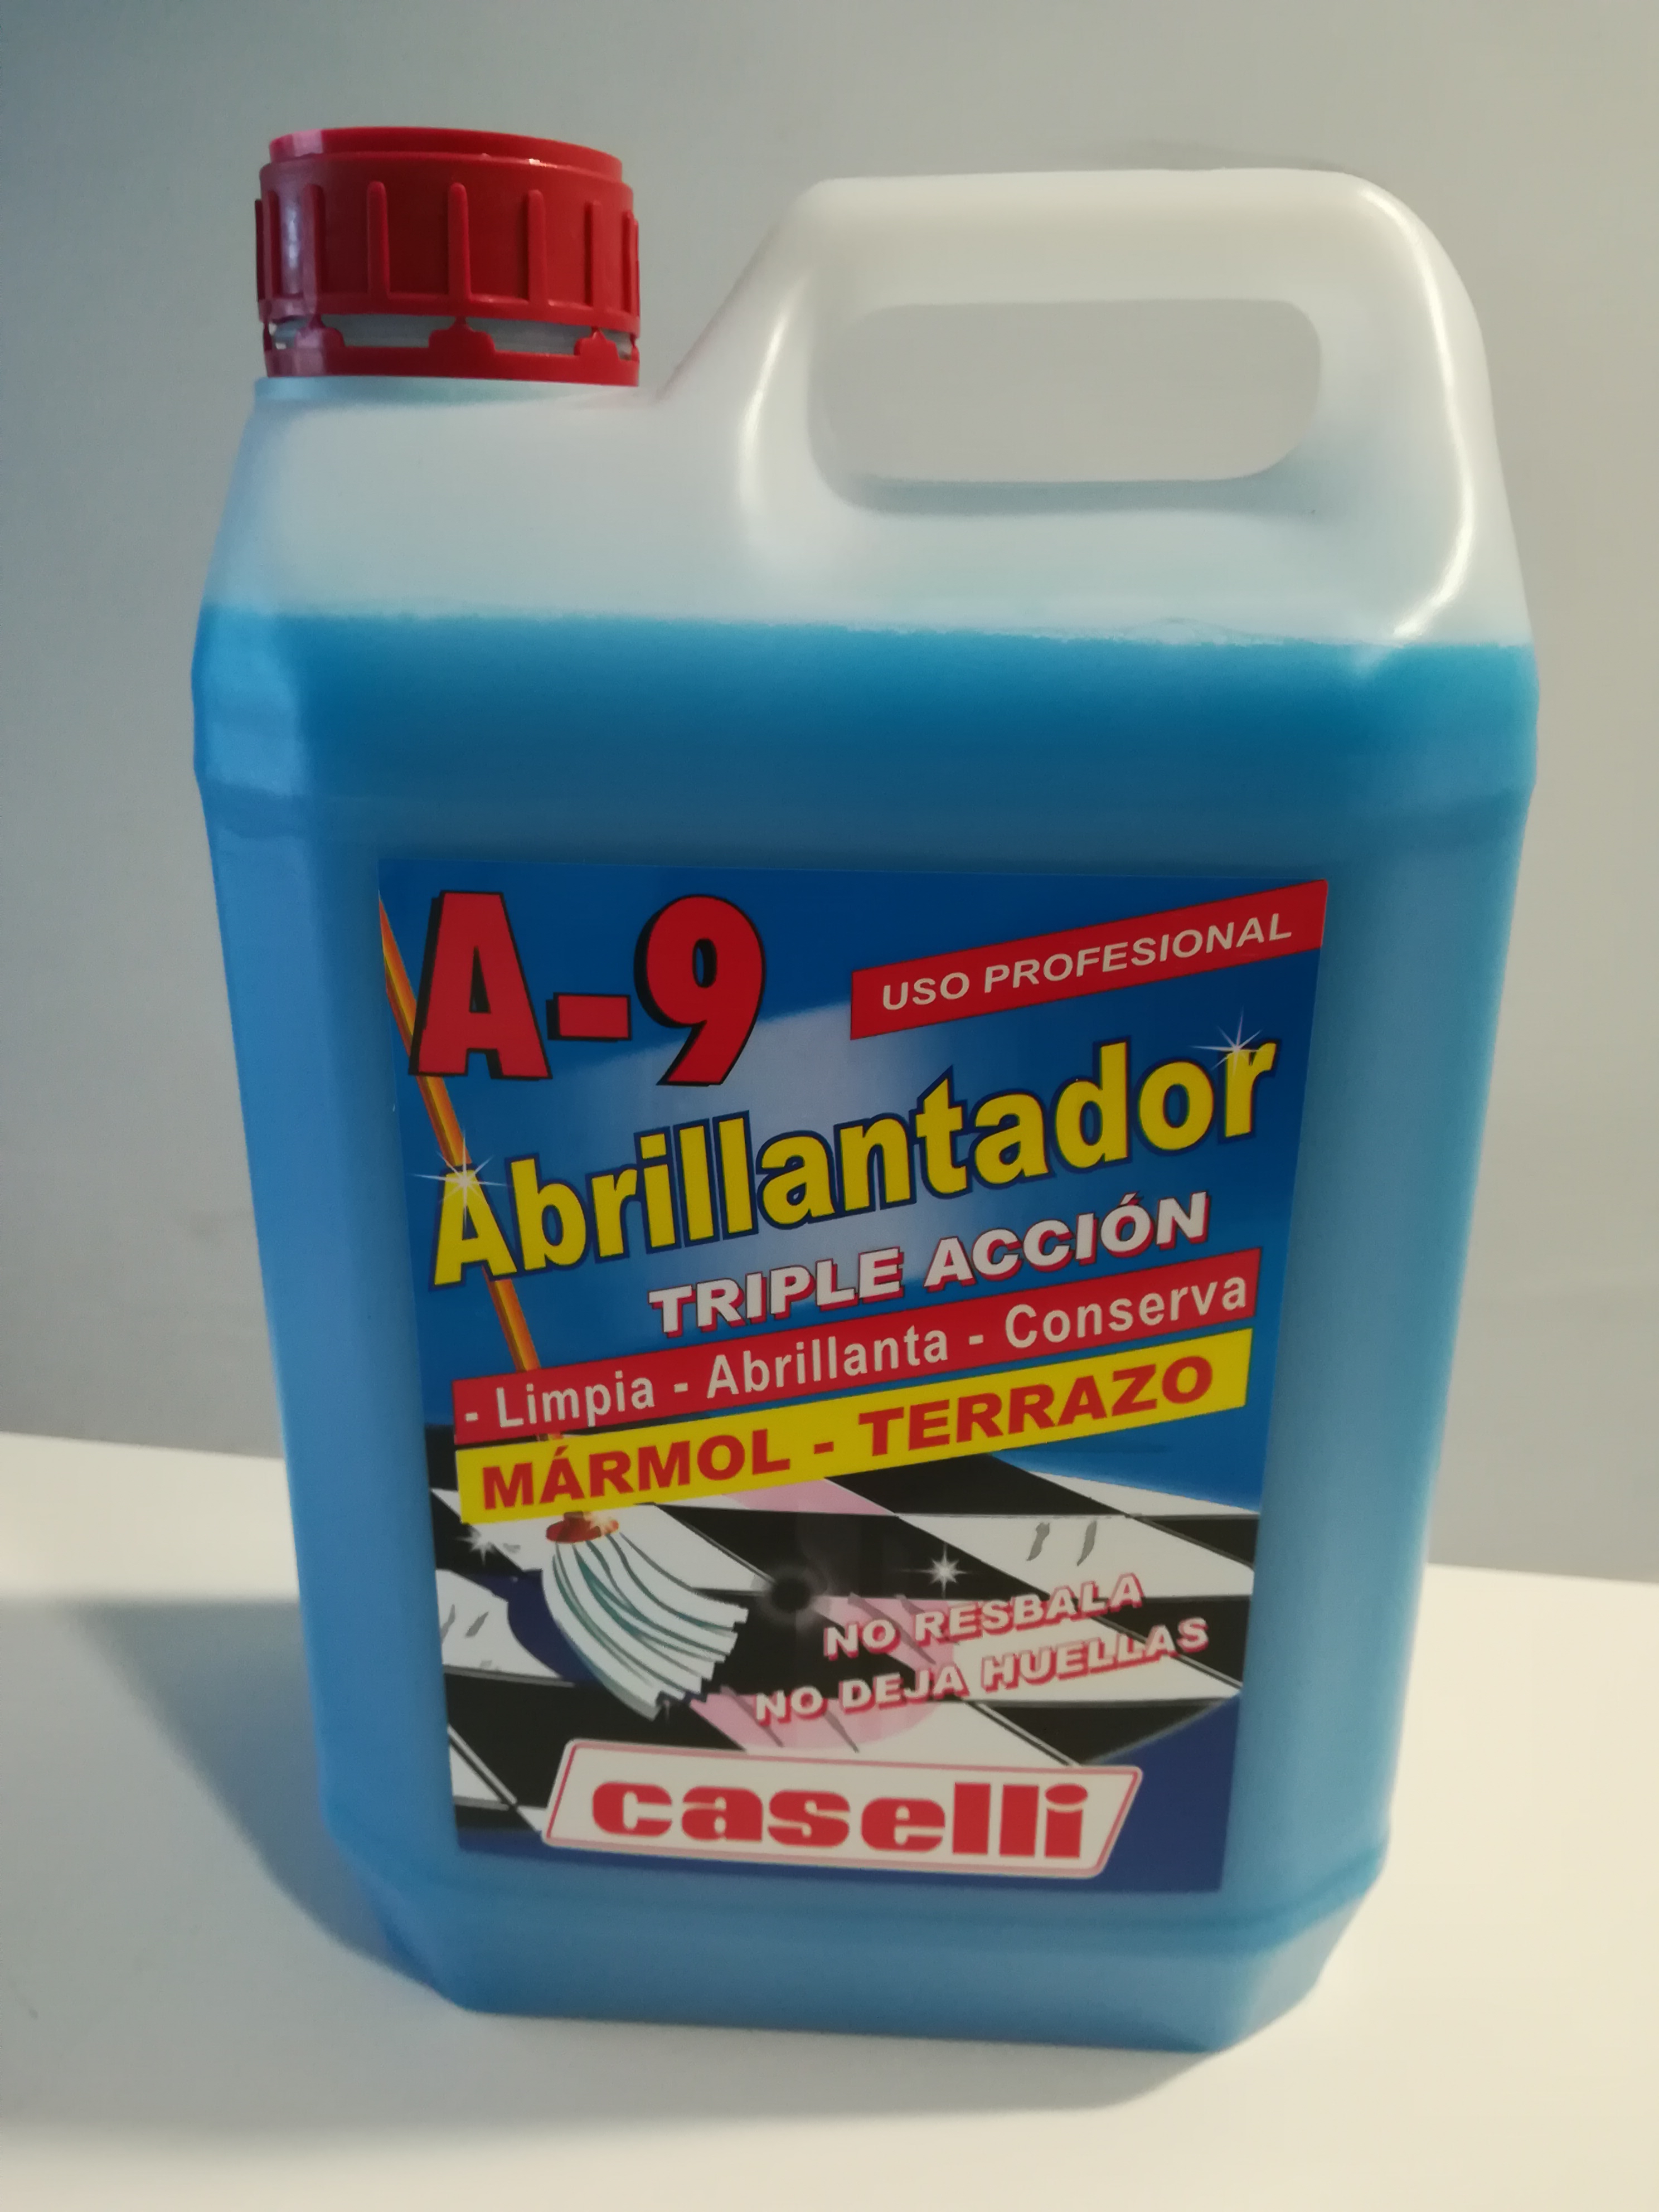 A-9
USO PROFESIONAL
Abrillantador
TRIPLE ACCIÓN
- Limpia - Abrillanta - Conserva
MÁRMOL - TERRAZO
NO RESBALA
NO DEJA HUELLAS
caselli